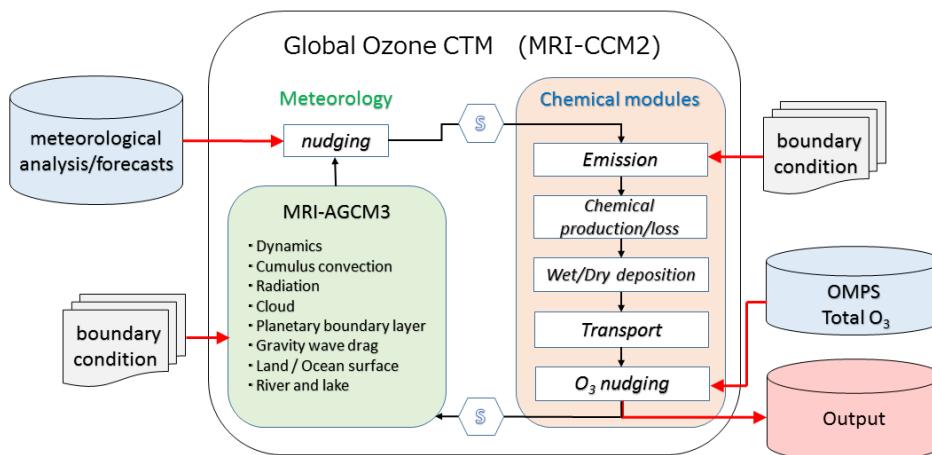 Global Ozone CTM (MRI-CCM2)
Meteorology
Chemical modules
meteorological
analysis/forecasts
nudging
S
boundary
condition
Emission
MRI-AGCM3
・Dynamics
・Cumulus convection
・Radiation
・Cloud
・Planetary boundary layer
・Gravity wave drag
・Land / Ocean surface
・River and lake
Chemical
production/loss
Wet/Dry deposition
OMPS
Total O₃
boundary
condition
Transport
O₃ nudging
S
Output